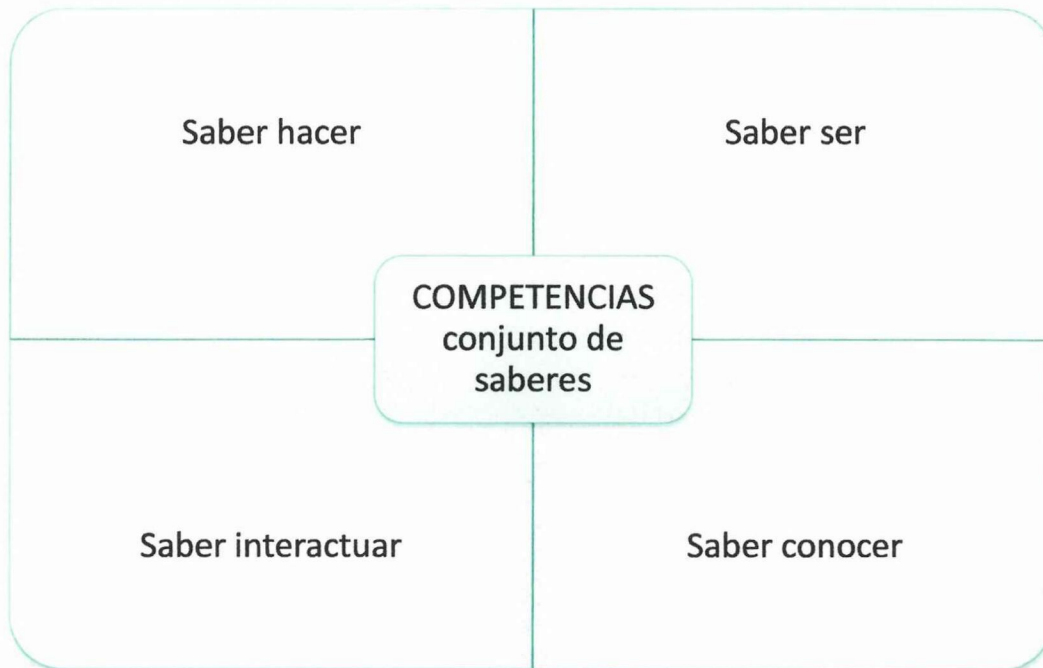 Saber hacer
Saber ser
COMPETENCIAS
conjunto de
saberes
Saber interactuar
Saber conocer